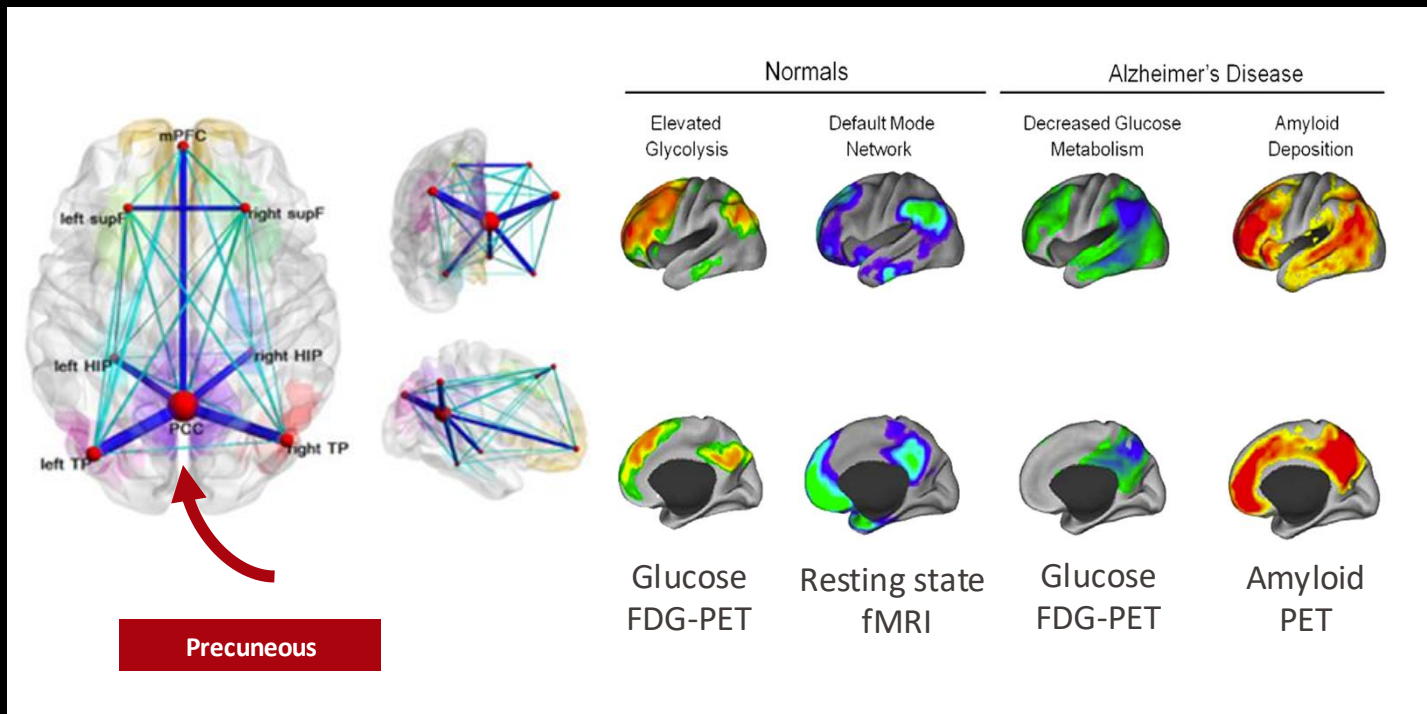 mPFC
left supF
right supF
left HIP
right HIP
PCC
left TP
right TP
Precuneous
Normals
Alzheimer's Disease
Elevated
Glycolysis
Default Mode
Network
Decreased Glucose
Metabolism
Amyloid
Deposition
Glucose
FDG-PET
Resting state
fMRI
Glucose
FDG-PET
Amyloid
PET